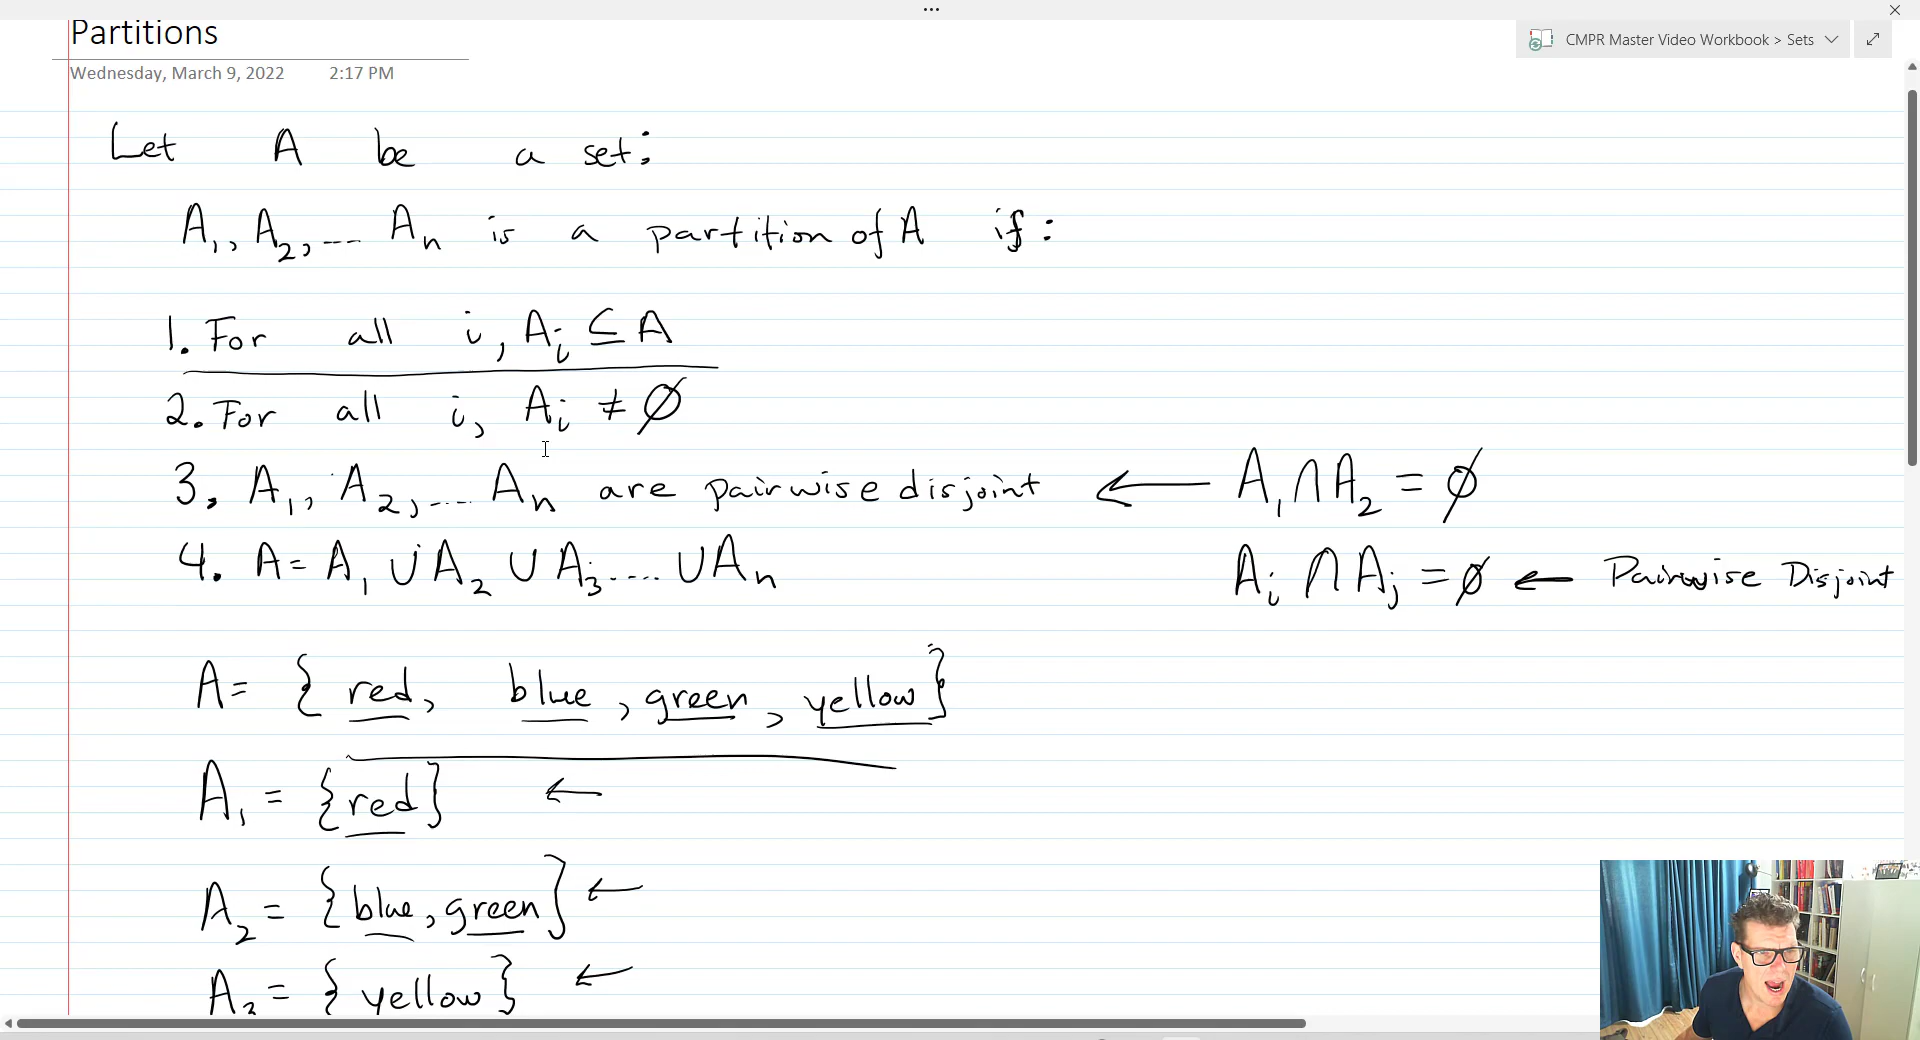 Partitions
CMPR Master Video Workbook > Sets
Wednesday, March 9, 2022 2:17 PM
Let A be a set:
A₁, A₂, .... Aₙ is a partition of A if:
1. For all i, Aᵢ ⊆ A
2. For all i, Aᵢ ≠ ∅
3. A₁, A₂, .... Aₙ are pairwise disjoint ← A₁ ∩ A₂ = ∅
4. A = A₁ ∪ A₂ ∪ A₃ .... ∪ Aₙ
Aᵢ ∩ Aⱼ = ∅ ← Pairwise Disjoint
A = { red, blue, green, yellow }
A₁ = {red} ←
A₂ = {blue, green} ←
A₃ = { yellow } ←